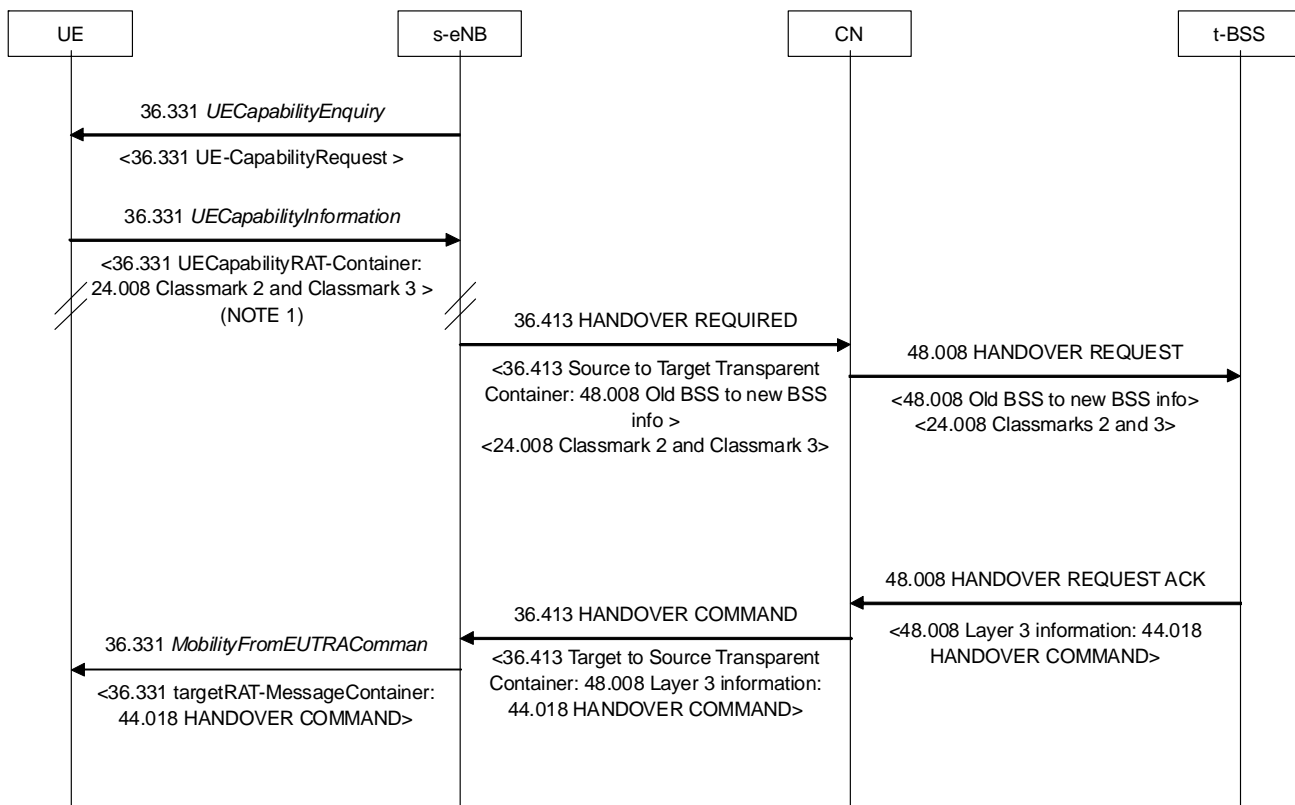 UE
s-eNB
CN
t-BSS
36.331 UECapabilityEnquiry
<36.331 UE-CapabilityRequest >
36.331 UECapabilityInformation
<36.331 UECapabilityRAT-Container:
24.008 Classmark 2 and Classmark 3 >
(NOTE 1)
36.413 HANDOVER REQUIRED
<36.413 Source to Target Transparent
Container: 48.008 Old BSS to new BSS
info >
<24.008 Classmark 2 and Classmark 3>
48.008 HANDOVER REQUEST
<48.008 Old BSS to new BSS info>
<24.008 Classmarks 2 and 3>
48.008 HANDOVER REQUEST ACK
<48.008 Layer 3 information: 44.018
HANDOVER COMMAND>
36.413 HANDOVER COMMAND
<36.413 Target to Source Transparent
Container: 48.008 Layer 3 information:
44.018 HANDOVER COMMAND>
36.331 MobilityFromEUTRAComman
<36.331 targetRAT-MessageContainer:
44.018 HANDOVER COMMAND>